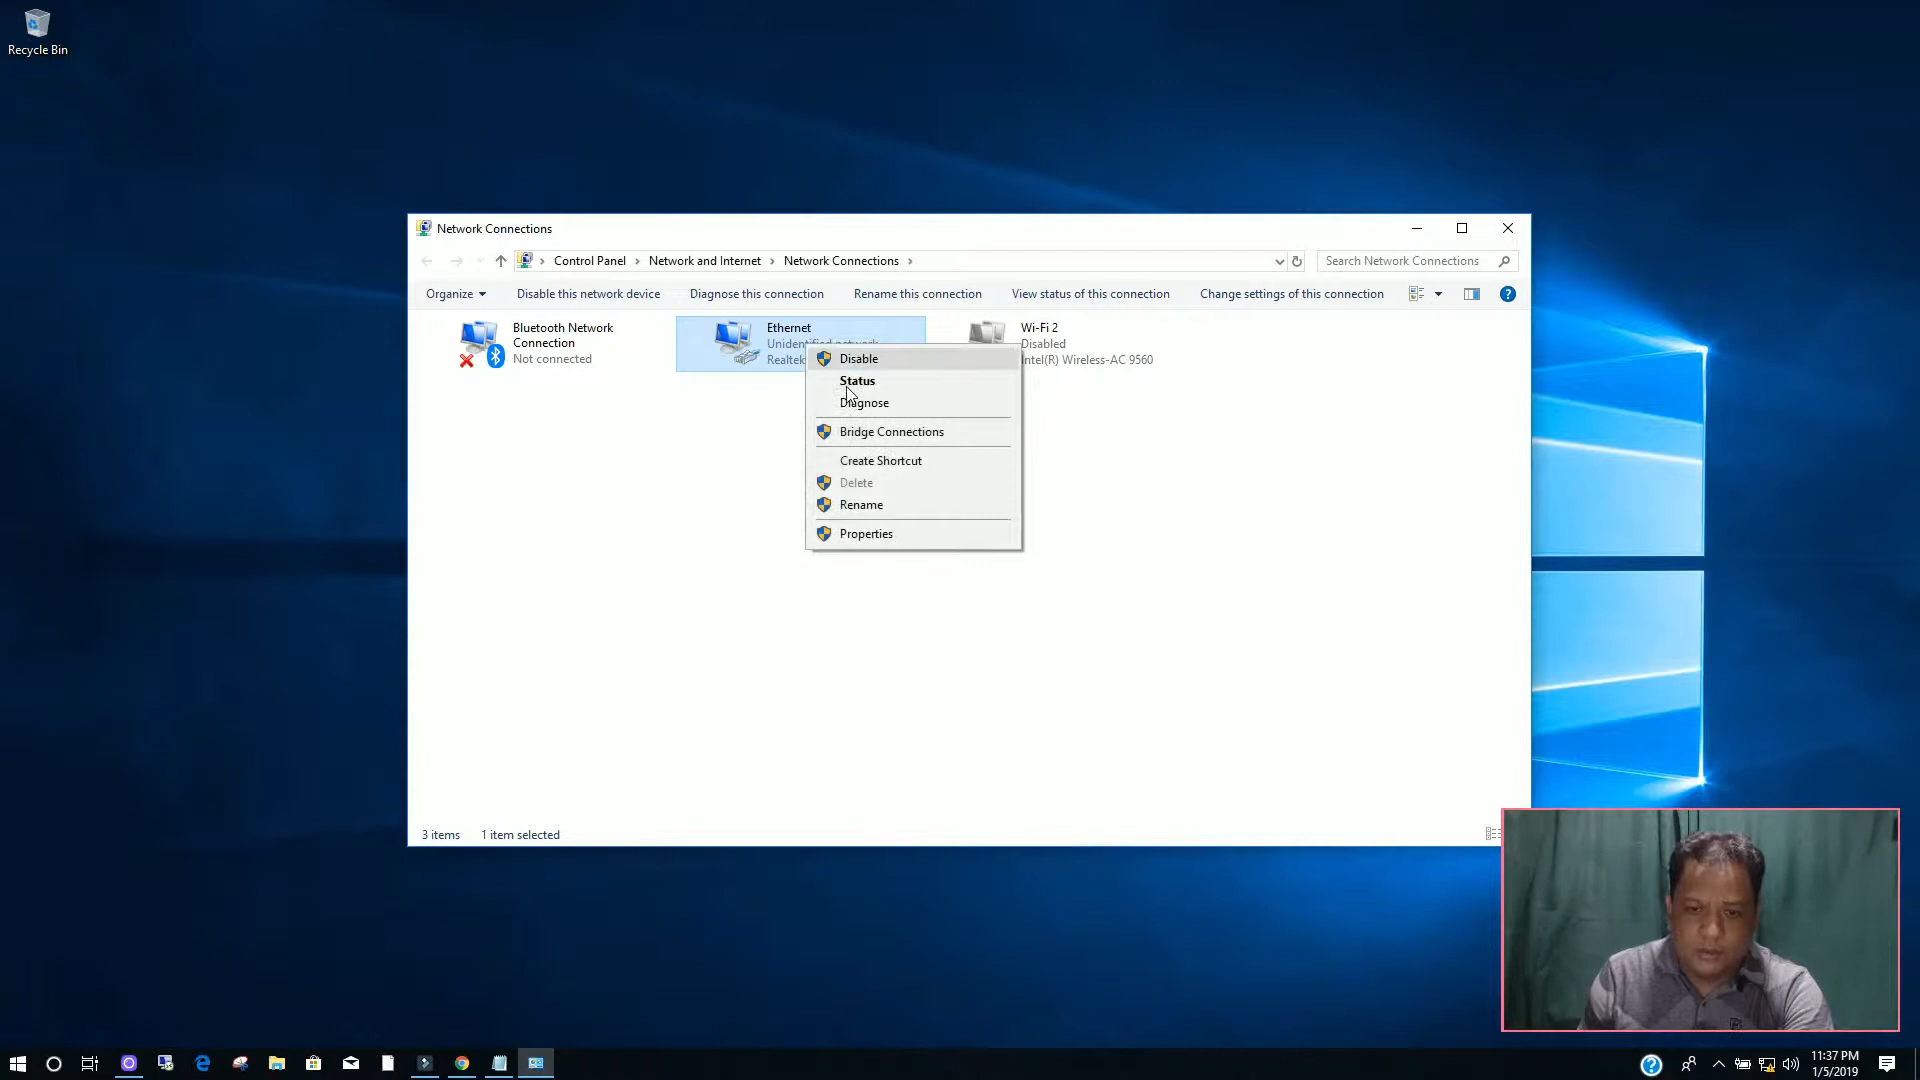 Recycle Bin
Network Connections
Control Panel
Network and Internet
Network Connections
Search Network Connections
Organize
Disable this network device
Diagnose this connection
Rename this connection
View status of this connection
Change settings of this connection
Bluetooth Network
Connection
Not connected
Ethernet
Unidentified network
Realtek
Wi-Fi 2
Disabled
Intel(R) Wireless-AC 9560
Disable
Status
Diagnose
Bridge Connections
Create Shortcut
Delete
Rename
Properties
3 items
1 item selected
11:37 PM
1/5/2019